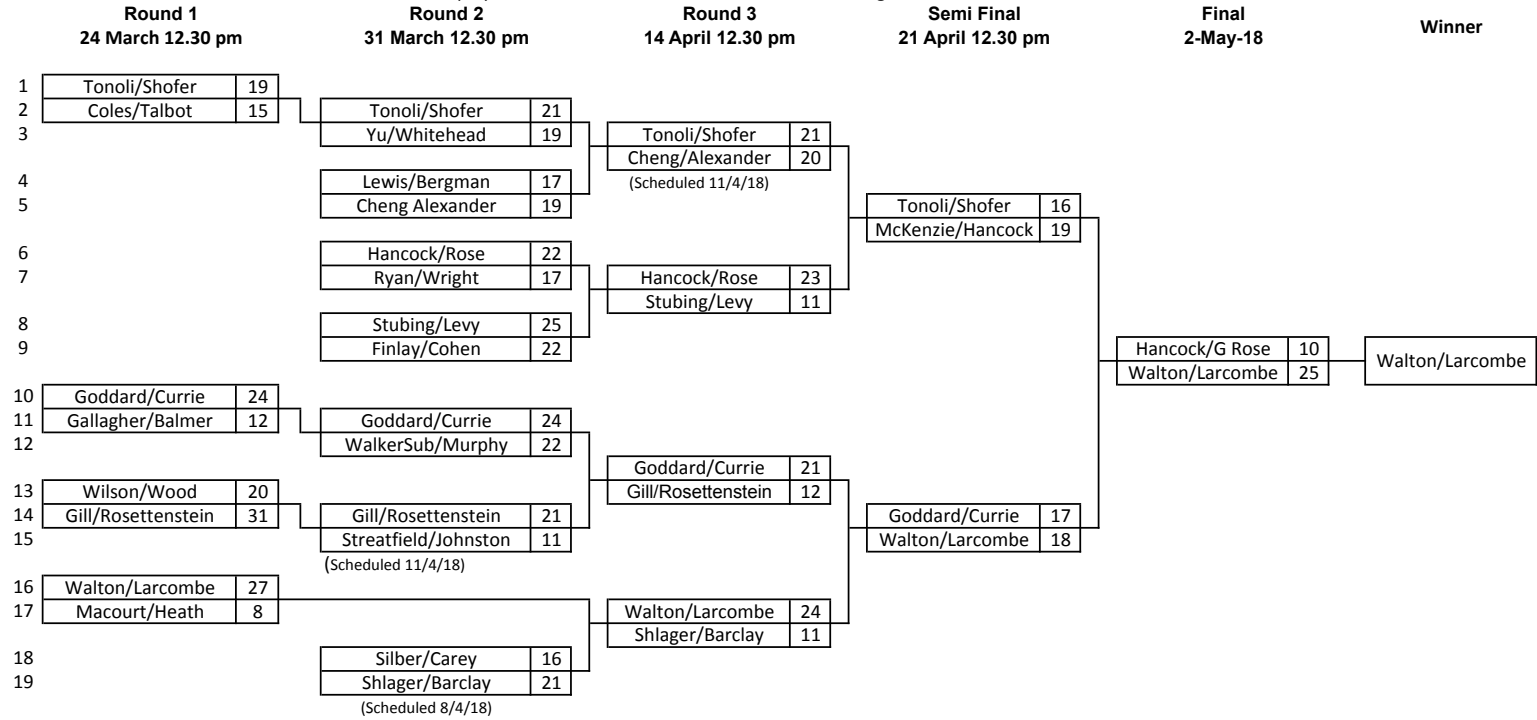 Round 1 Round 2 Round 3 Semi Final Final Winner
24 March 12.30 pm 31 March 12.30 pm 14 April 12.30 pm 21 April 12.30 pm 2-May-18
1 Tonoli/Shofer 19
2 Coles/Talbot 15 Tonoli/Shofer 21
3 Yu/Whitehead 19 Tonoli/Shofer 21
Cheng/Alexander 20
4 Lewis/Bergman 17 (Scheduled 11/4/18)
5 Cheng Alexander 19 Tonoli/Shofer 16
McKenzie/Hancock 19
6 Hancock/Rose 22
7 Ryan/Wright 17 Hancock/Rose 23
Stubing/Levy 11
8 Stubing/Levy 25
9 Finlay/Cohen 22 Hancock/G Rose 10
Walton/Larcombe 25 Walton/Larcombe
10 Goddard/Currie 24
11 Gallagher/Balmer 12 Goddard/Currie 24
12 WalkerSub/Murphy 22
Goddard/Currie 21
13 Wilson/Wood 20 Gill/Rosettenstein 12
14 Gill/Rosettenstein 31 Gill/Rosettenstein 21 Goddard/Currie 17
15 Streatfield/Johnston 11 Walton/Larcombe 18
(Scheduled 11/4/18)
16 Walton/Larcombe 27
17 Macourt/Heath 8 Walton/Larcombe 24
Shlager/Barclay 11
18 Silber/Carey 16
19 Shlager/Barclay 21
(Scheduled 8/4/18)